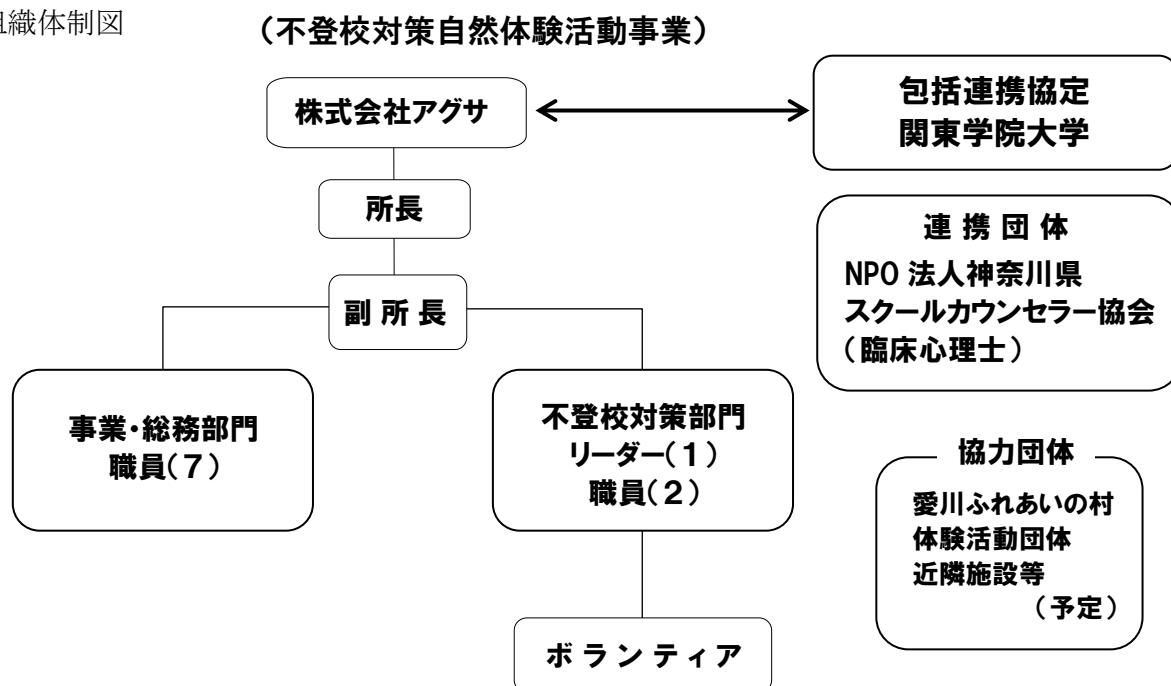 織体制図
（不登校対策自然体験活動事業）
株式会社アグサ
包括連携協定
関東学院大学
所長
連 携 団 体
NPO 法人神奈川県
スクールカウンセラー協会
（臨床心理士）
副 所 長
事業・総務部門
職員(７)
不登校対策部門
リーダー(１)
職員(２)
協力団体
愛川ふれあいの村
体験活動団体
近隣施設等
（予定）
ボ ラ ン テ ィ ア